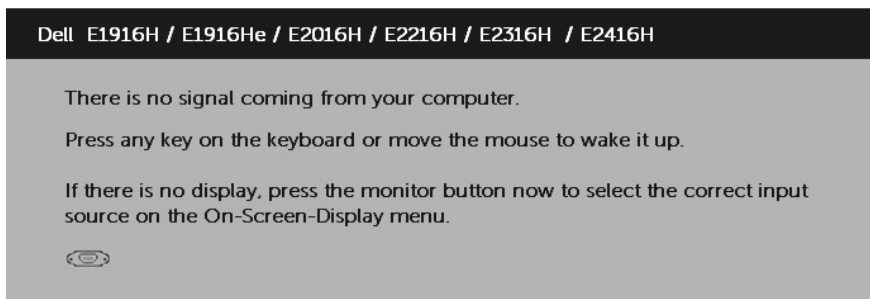 Dell E1916H / E1916He / E2016H / E2216H / E2316H / E2416H
There is no signal coming from your computer.
Press any key on the keyboard or move the mouse to wake it up.
If there is no display, press the monitor button now to select the correct input
source on the On-Screen-Display menu.